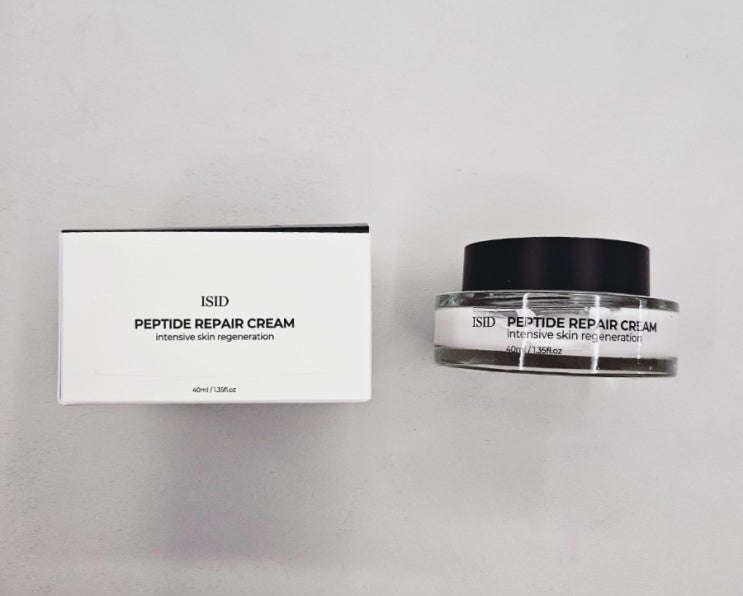 ISID
PEPTIDE REPAIR CREAM
intensive skin regeneration
40ml / 1.35fl.oz
ISID PEPTIDE REPAIR CREAM
intensive skin regeneration
40ml / 1.35fl.oz